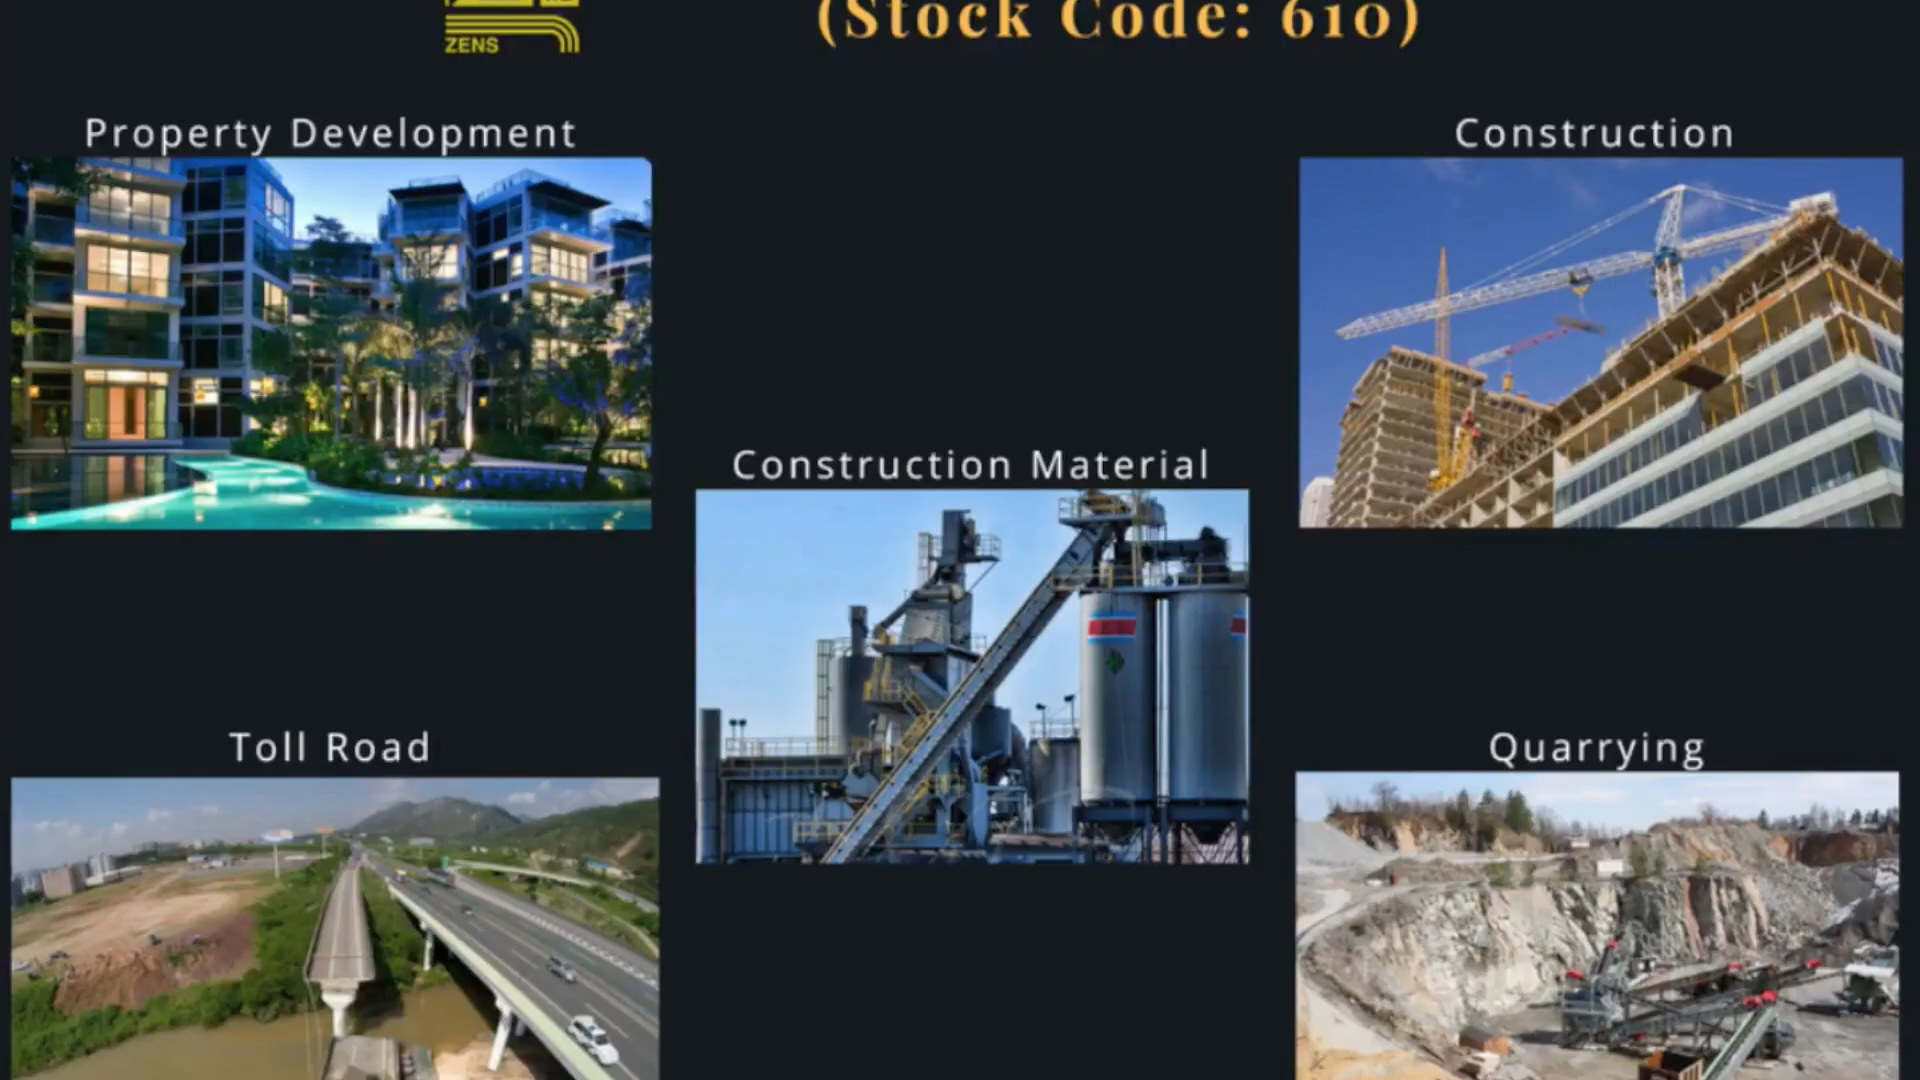 ZENS
(Stock Code: 610)
Property Development
Construction
Construction Material
Toll Road
Quarrying